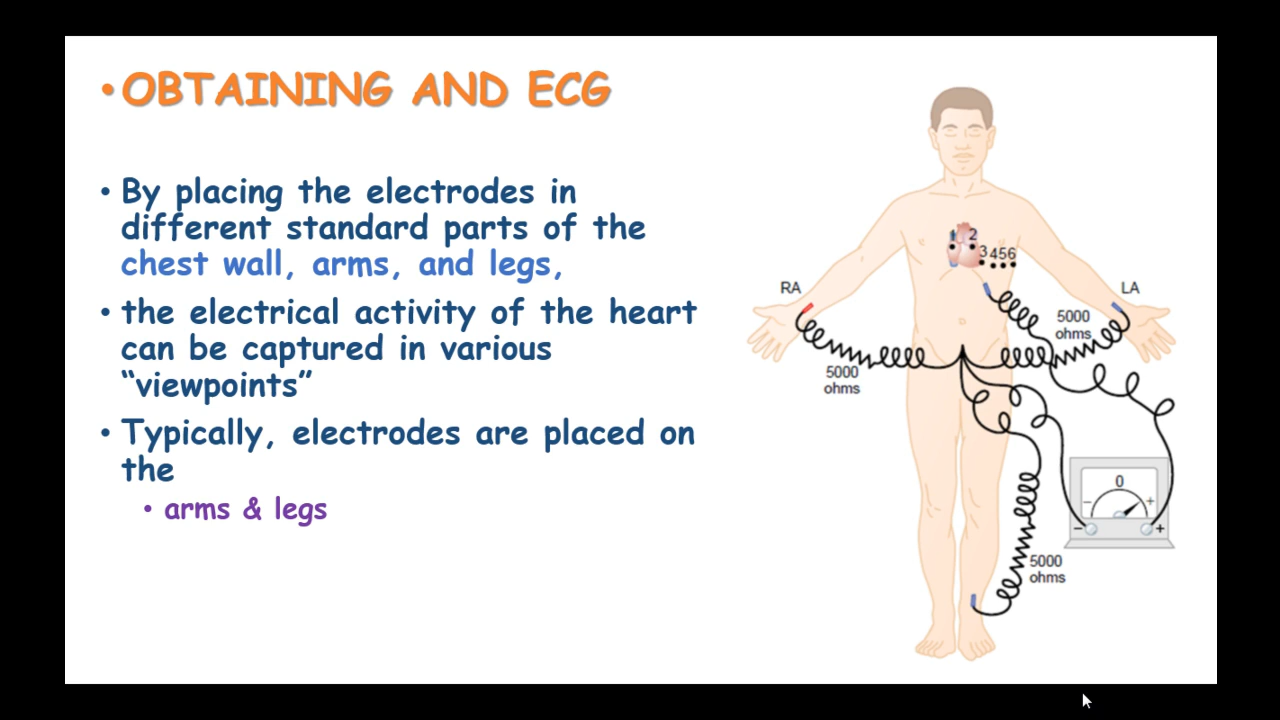 • OBTAINING AND ECG
• By placing the electrodes in
different standard parts of the
chest wall, arms, and legs,
• the electrical activity of the heart
can be captured in various
“viewpoints”
• Typically, electrodes are placed on
the
• arms & legs
1 2
3 4 5 6
RA
LA
5000
ohms
5000
ohms
0
− +
− +
5000
ohms